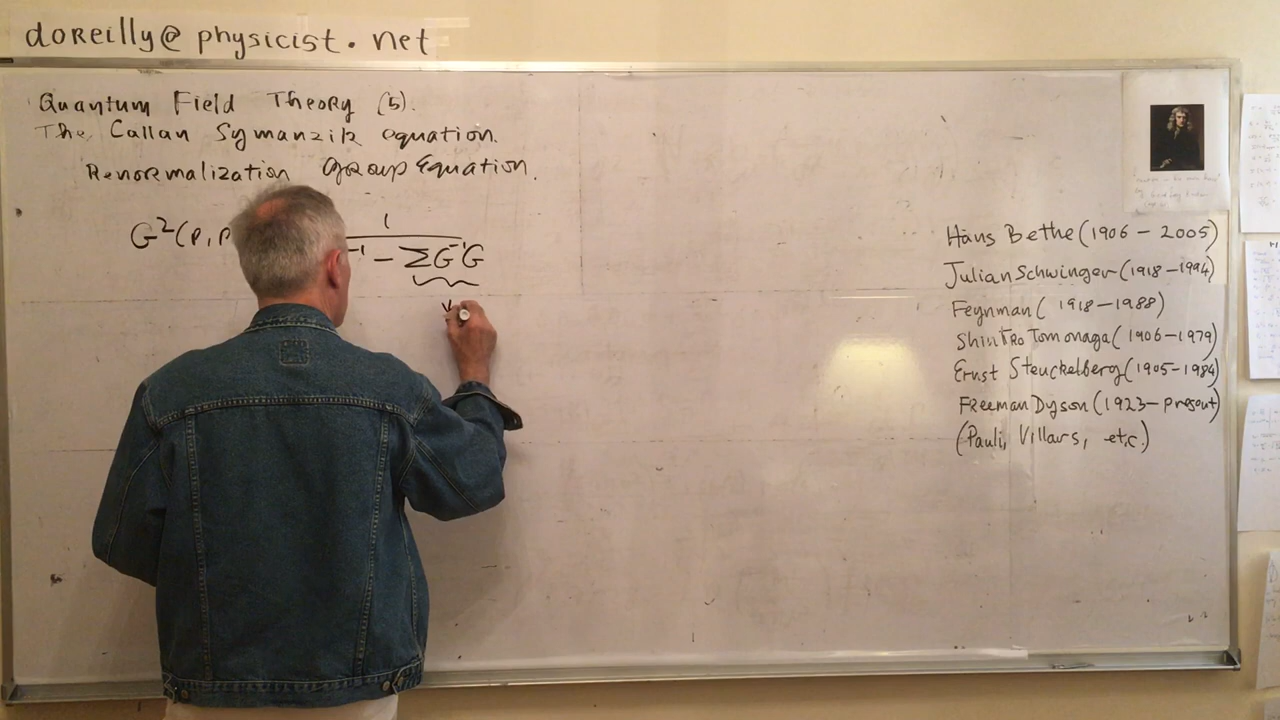 doreilly@physicist.net
Quantum Field Theory (5).
The Callan Symanzik equation.
Renormalization Group Equation.
G²(P,P
1
⁻¹ - ΣG⁻¹G
Hans Bethe (1906 - 2005)
Julian Schwinger (1918 - 1994)
Feynman (1918 - 1988)
ShinItRo Tomonaga (1906 - 1979)
Ernst Steuckelberg (1905 - 1984)
Freeman Dyson (1923 - present)
(Pauli, Villars, etc.)